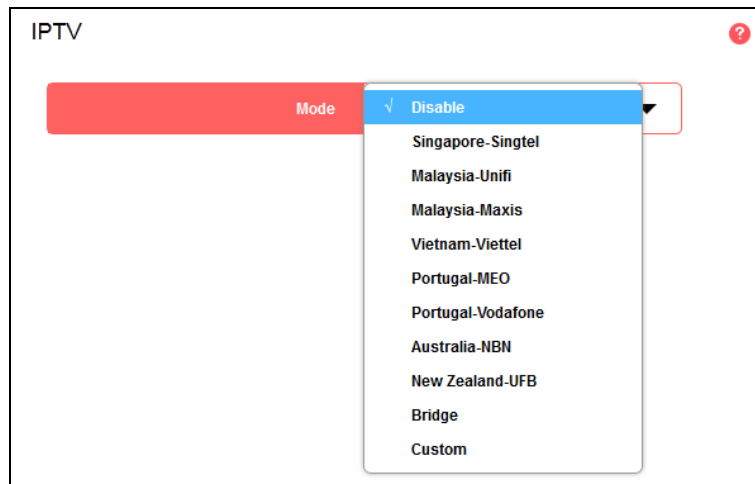 IPTV
?
Mode
√ Disable
Singapore-Singtel
Malaysia-Unifi
Malaysia-Maxis
Vietnam-Viettel
Portugal-MEO
Portugal-Vodafone
Australia-NBN
New Zealand-UFB
Bridge
Custom